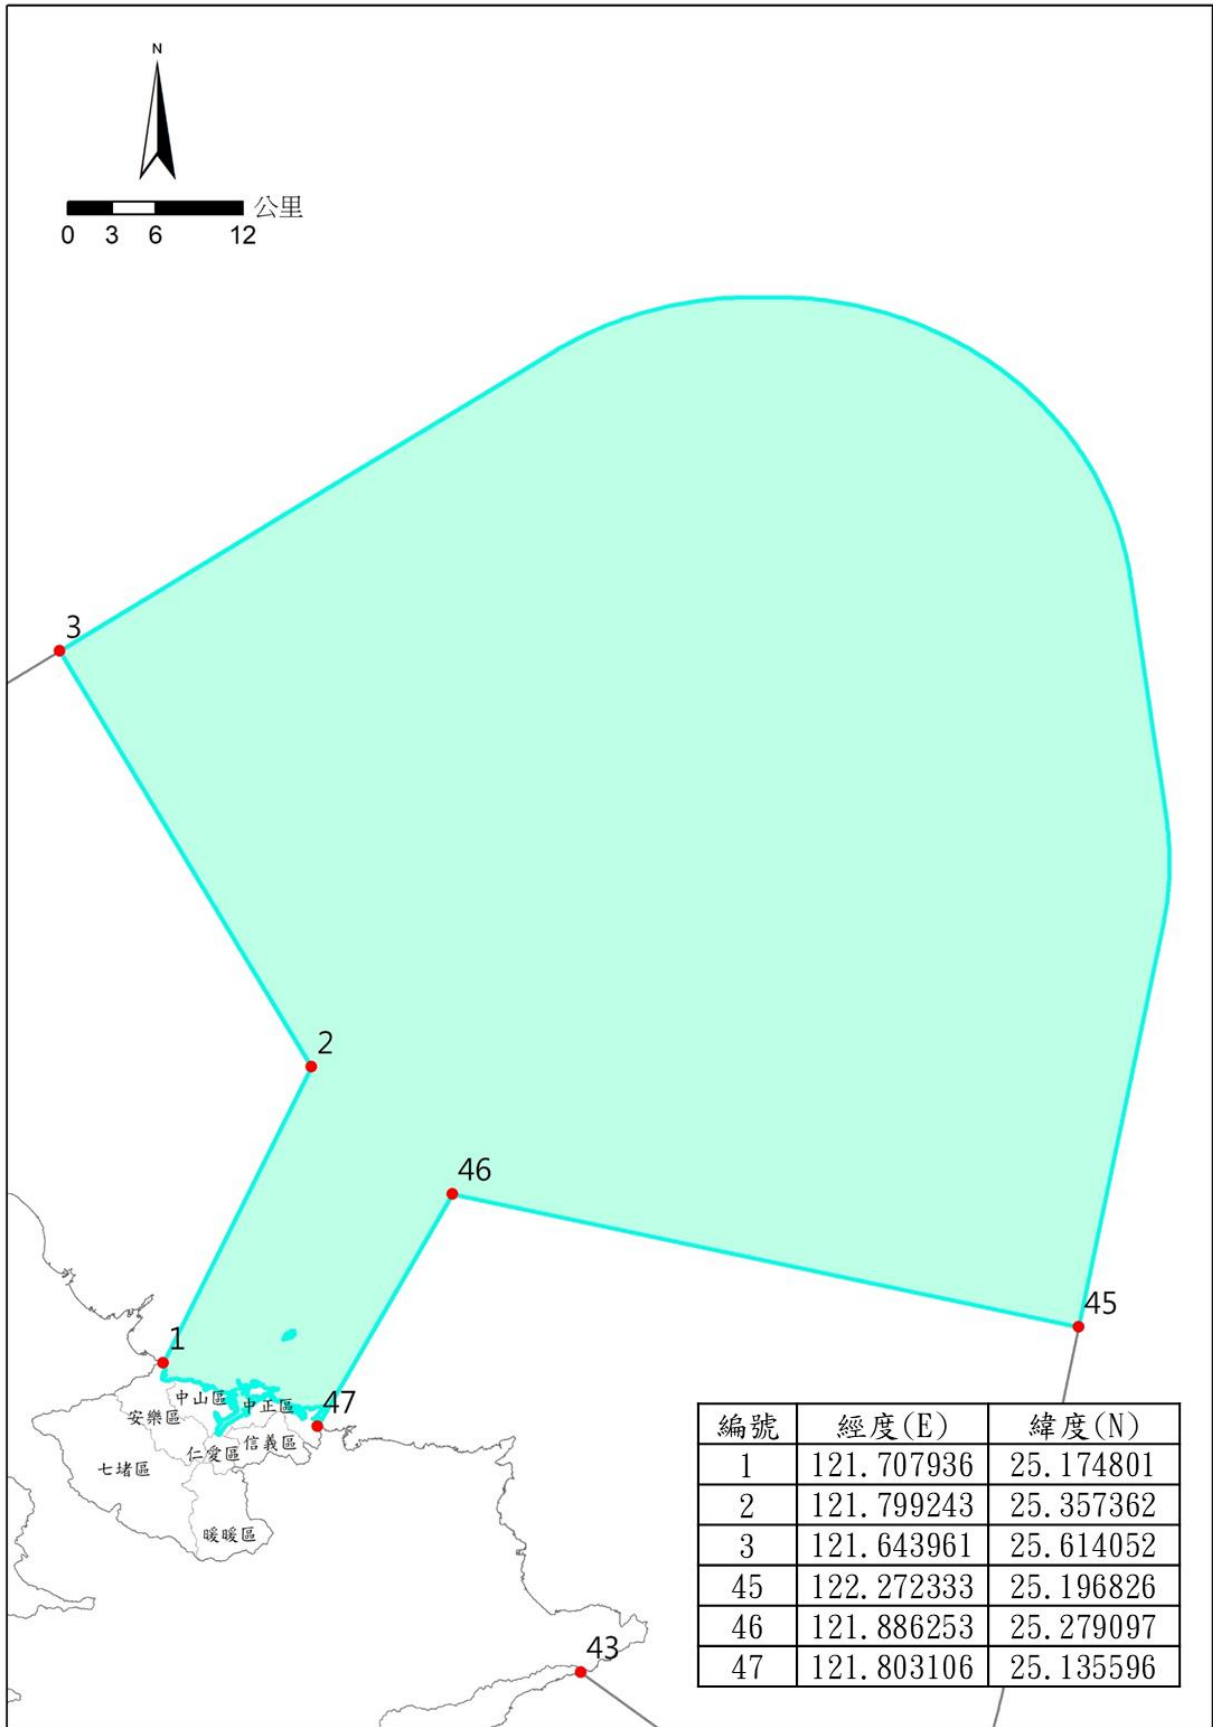 N
公里
0 3 6 12
3
2
46
45
1
47
中山區
中正區
安樂區
信義區
仁愛區
七堵區
暖暖區
43
編號 經度(E) 緯度(N)
1 121.707936 25.174801
2 121.799243 25.357362
3 121.643961 25.614052
45 122.272333 25.196826
46 121.886253 25.279097
47 121.803106 25.135596